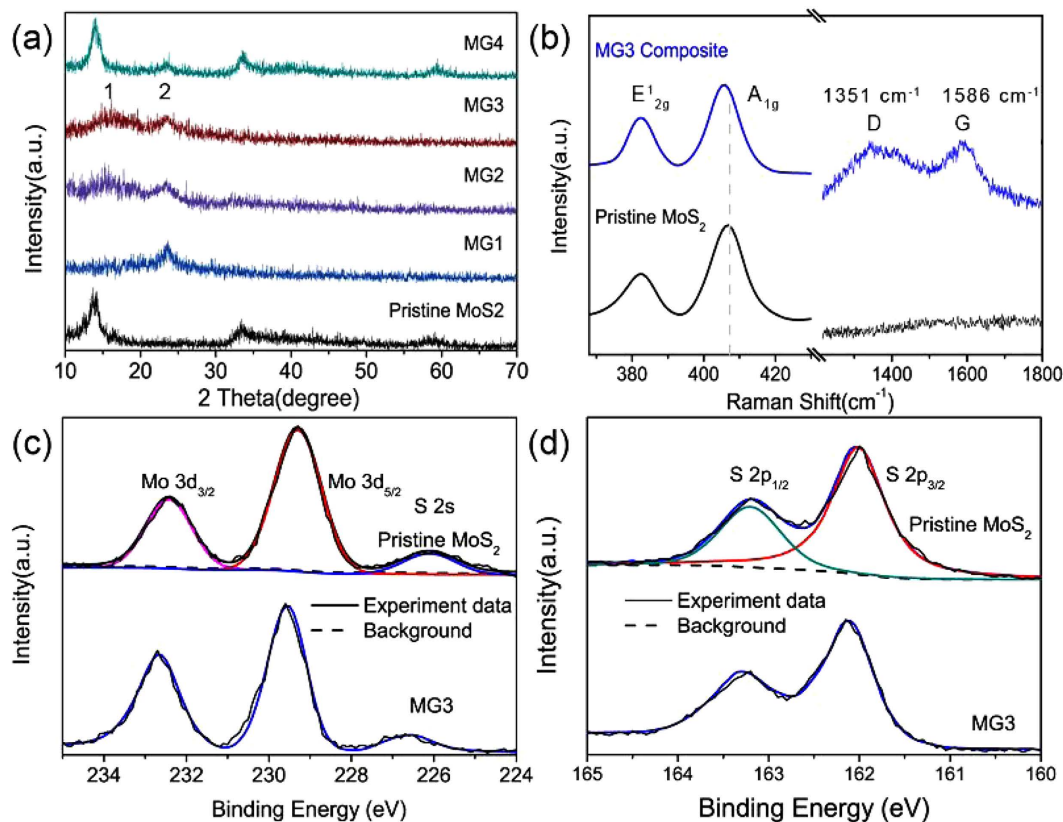 (a)
MG4
1 2
MG3
MG2
MG1
Pristine MoS2
Intensity(a.u.)
10 20 30 40 50 60 70
2 Theta(degree)
(b)
MG3 Composite
E¹₂g A₁g
1351 cm⁻¹ 1586 cm⁻¹
D G
Pristine MoS₂
Intensity(a.u.)
380 400 420 1400 1600 1800
Raman Shift(cm⁻¹)
(c)
Mo 3d₃/₂ Mo 3d₅/₂
S 2s
Pristine MoS₂
Experiment data
Background
MG3
Intensity(a.u.)
234 232 230 228 226 224
Binding Energy (eV)
(d)
S 2p₁/₂ S 2p₃/₂
Pristine MoS₂
Experiment data
Background
MG3
Intensity(a.u.)
165 164 163 162 161 160
Binding Energy (eV)